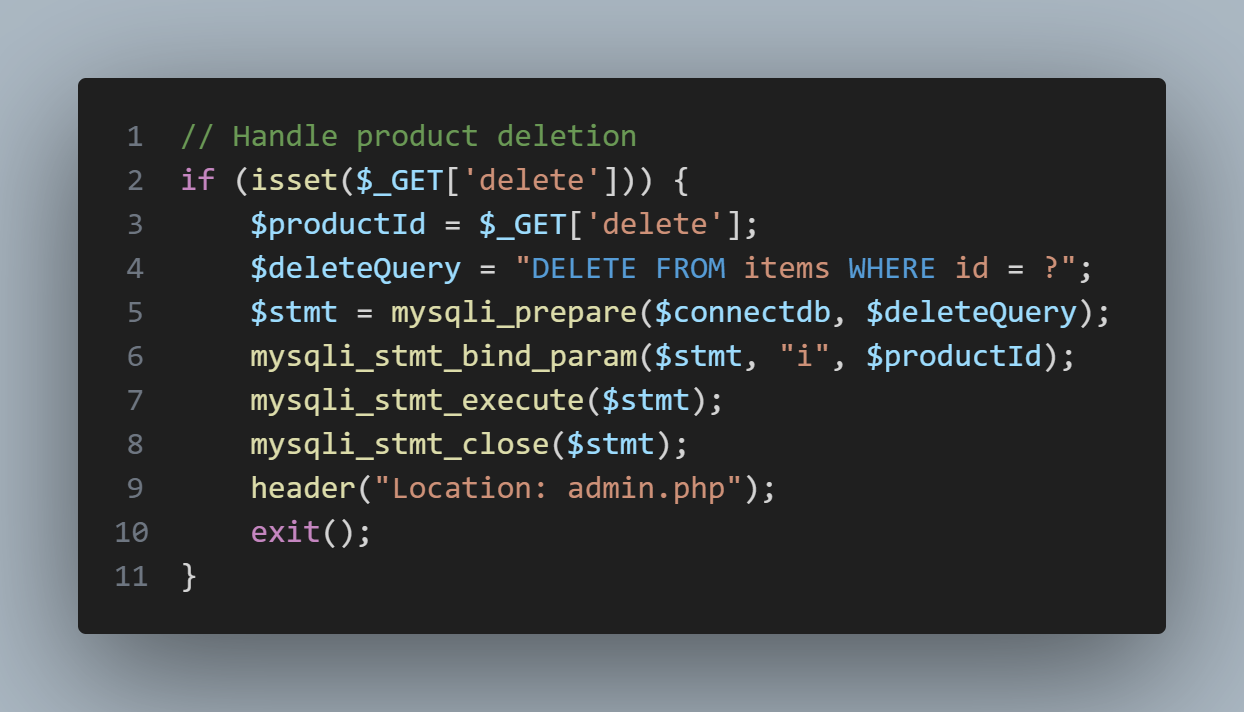 1 // Handle product deletion
2 if (isset($_GET['delete'])) {
3     $productId = $_GET['delete'];
4     $deleteQuery = "DELETE FROM items WHERE id = ?";
5     $stmt = mysqli_prepare($connectdb, $deleteQuery);
6     mysqli_stmt_bind_param($stmt, "i", $productId);
7     mysqli_stmt_execute($stmt);
8     mysqli_stmt_close($stmt);
9     header("Location: admin.php");
10     exit();
11 }